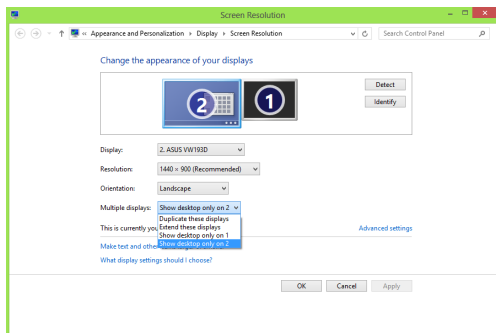 Screen Resolution
« Appearance and Personalization Display Screen Resolution Search Control Panel
Change the appearance of your displays
2 1
Detect
Identify
Display: 2. ASUS VW193D
Resolution: 1440 × 900 (Recommended)
Orientation: Landscape
Multiple displays: Show desktop only on 2
Duplicate these displays
Extend these displays
Show desktop only on 1
Show desktop only on 2
This is currently you Advanced settings
Make text and othe
What display settings should I choose?
OK Cancel Apply